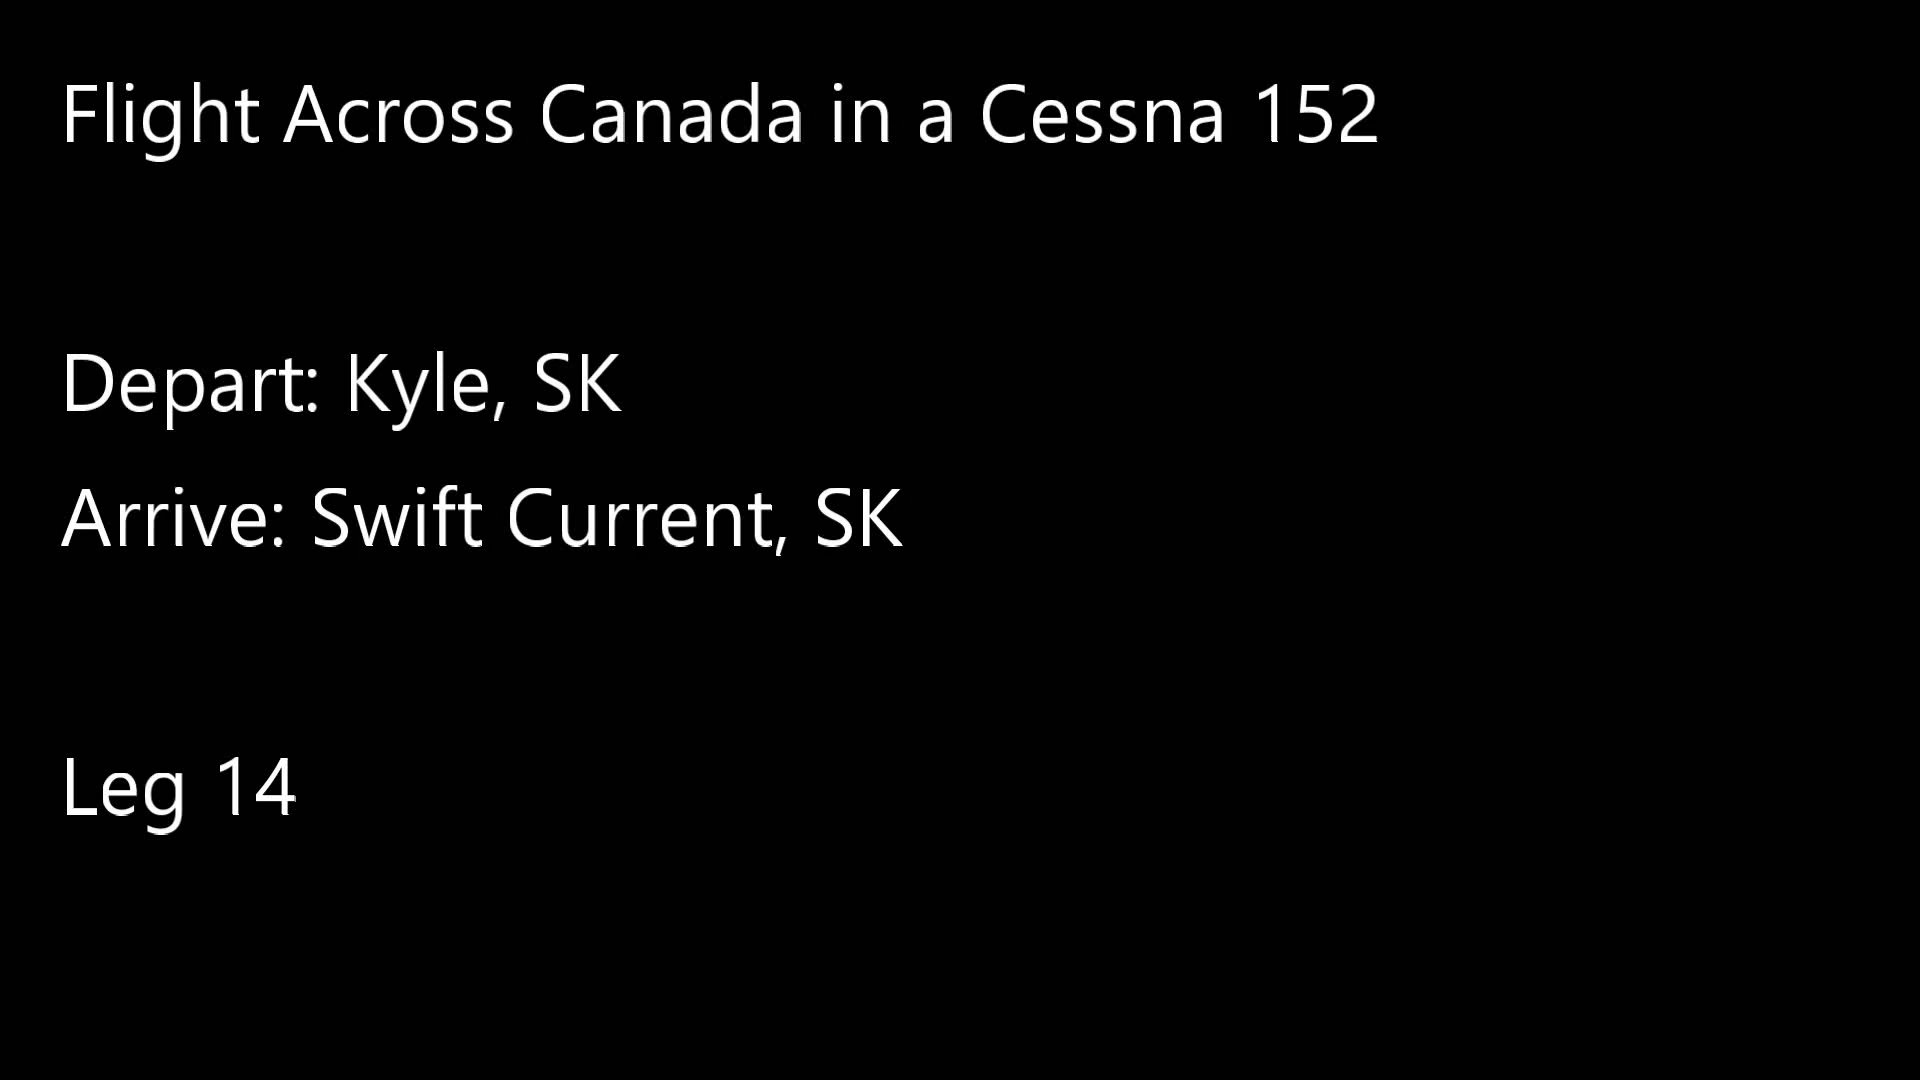 Flight Across Canada in a Cessna 152
Depart: Kyle, SK
Arrive: Swift Current, SK
Leg 14